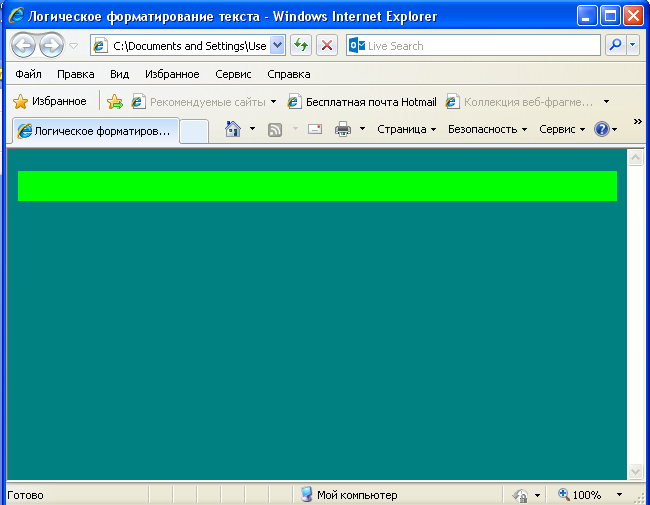 Логическое форматирование текста - Windows Internet Explorer
C:\Documents and Settings\Use
Live Search
Файл Правка Вид Избранное Сервис Справка
Избранное Рекомендуемые сайты Бесплатная почта Hotmail Коллекция веб-фрагме...
Логическое форматиров... Страница Безопасность Сервис »
Готово Мой компьютер 100%